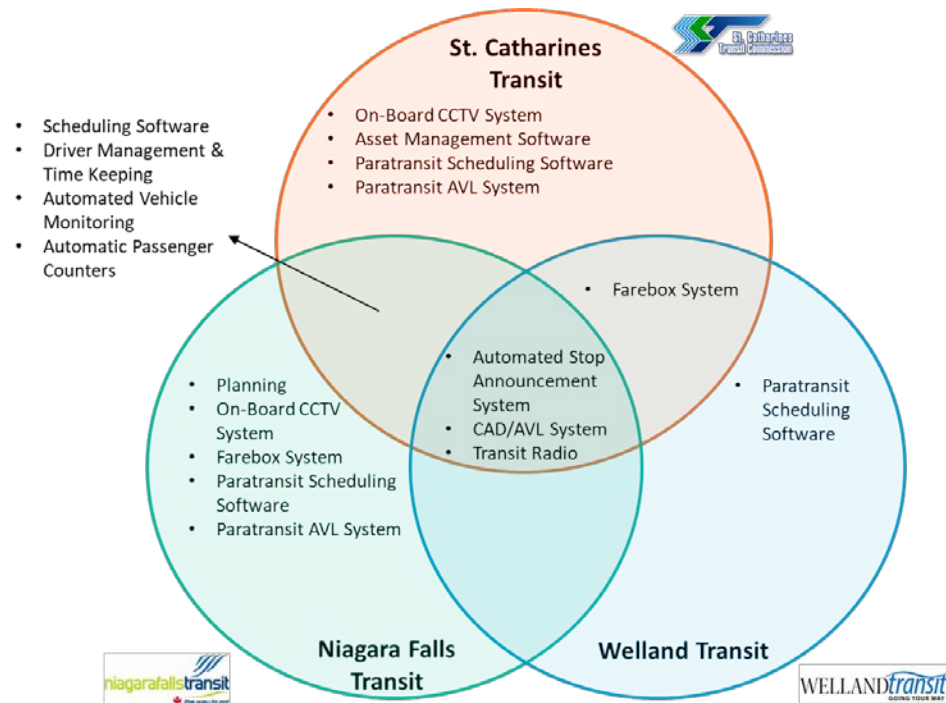 St. Catharines
Transit
St. Catharines
Transit Commission
• On-Board CCTV System
• Asset Management Software
• Paratransit Scheduling Software
• Paratransit AVL System
• Scheduling Software
• Driver Management &
Time Keeping
• Automated Vehicle
Monitoring
• Automatic Passenger
Counters
• Farebox System
• Automated Stop
Announcement
System
• CAD/AVL System
• Transit Radio
• Planning
• On-Board CCTV
System
• Farebox System
• Paratransit Scheduling
Software
• Paratransit AVL System
• Paratransit
Scheduling
Software
Niagara Falls
Transit
Welland Transit
niagarafallstransit
WELLANDtransit
GOING YOUR WAY